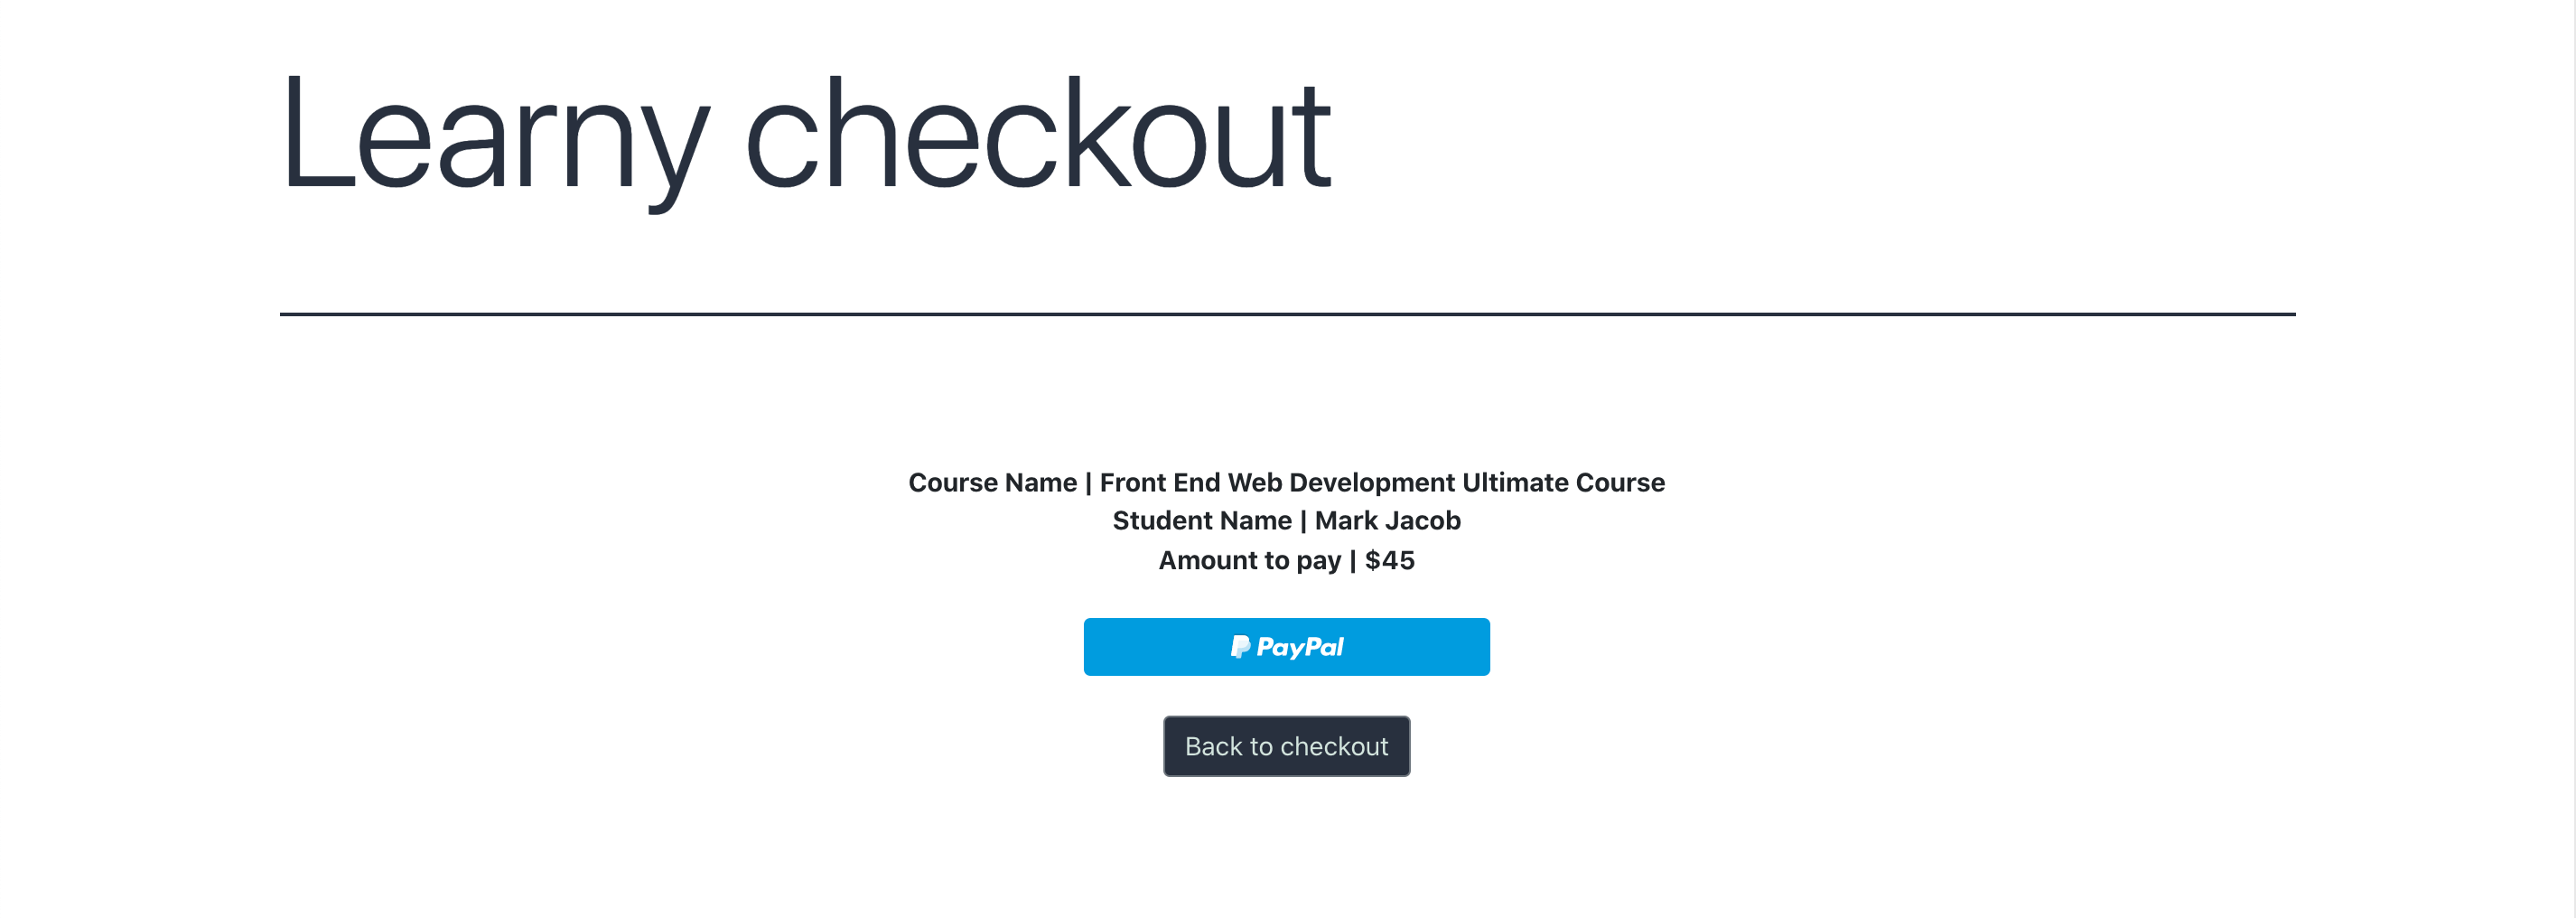 Learny checkout
Course Name | Front End Web Development Ultimate Course
Student Name | Mark Jacob
Amount to pay | $45
PayPal
Back to checkout